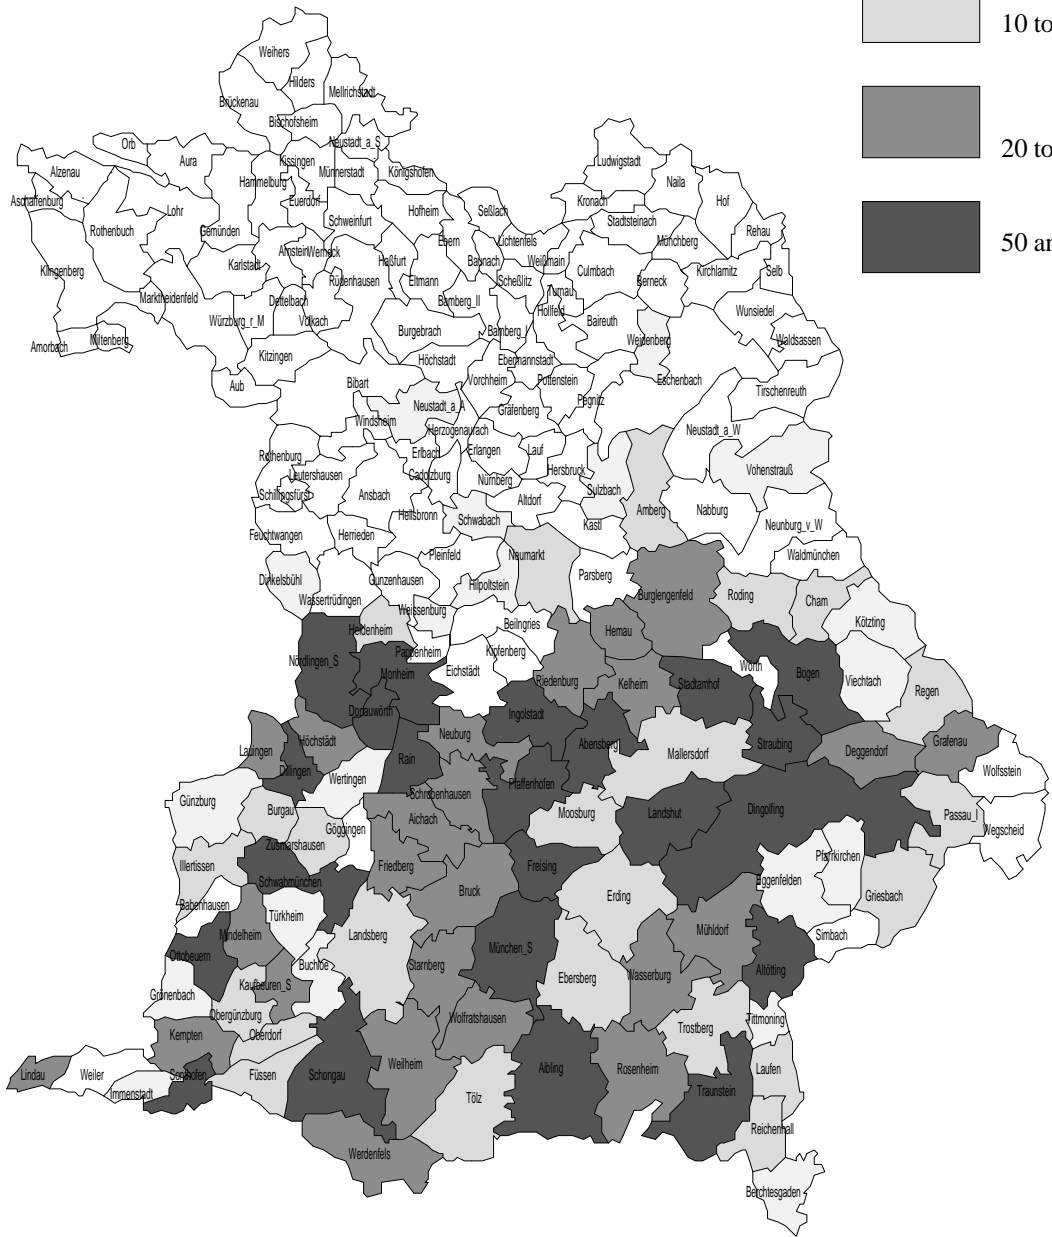 10 to
20 to
50 an
Weihers
Hilders
Mellrichstadt
Brückenau
Bischofsheim
Orb
Neustadt_a_S
Aura
Kissingen
Alzenau
Münnerstadt
Königshofen
Ludwigstadt
Hammelburg
Naila
Aschaffenburg
Euerdorf
Kronach
Hof
Lohr
Hofheim
Seßlach
Schweinfurt
Stadtsteinach
Rothenbuch
Gemünden
Rehau
Ebern
Lichtenfels
Münchberg
Arnstein
Werneck
Karlstadt
Haßfurt
Baunach
Weißmain
Klingenberg
Culmbach
Kirchlamitz
Selb
Rüdenhausen
Eltmann
Scheßlitz
Berneck
Marktheidenfeld
Dettelbach
Bamberg_II
Turnau
Hollfeld
Wunsiedel
Würzburg_r_M
Volkach
Baireuth
Burgebrach
Bamberg_I
Miltenberg
Weidenberg
Waldsassen
Amorbach
Kitzingen
Höchstadt
Ebermannstadt
Aub
Bibart
Vorchheim
Pottenstein
Eschenbach
Tirschenreuth
Pegnitz
Neustadt_a_A
Gräfenberg
Windsheim
Herzogenaurach
Neustadt_a_W
Rothenburg
Erlbach
Erlangen
Lauf
Leutershausen
Cadolzburg
Hersbruck
Vohenstrauß
Nürnberg
Schillingsfürst
Ansbach
Sulzbach
Altdorf
Heilsbronn
Schwabach
Amberg
Nabburg
Kastl
Neunburg_v_W
Feuchtwangen
Herrieden
Pleinfeld
Neumarkt
Waldmünchen
Parsberg
Dinkelsbühl
Gunzenhausen
Hilpoltstein
Burglengenfeld
Roding
Cham
Wassertrüdingen
Weissenburg
Kötzting
Heidenheim
Beilngries
Hemau
Pappenheim
Kipfenberg
Nördlingen_S
Monheim
Eichstädt
Wörth
Bogen
Viechtach
Riedenburg
Kelheim
Stadtamhof
Regen
Donauwörth
Ingolstadt
Neuburg
Höchstädt
Abensberg
Straubing
Grafenau
Lauingen
Mallersdorf
Deggendorf
Rain
Dillingen
Wertingen
Pfaffenhofen
Wolfsstein
Günzburg
Schrobenhausen
Burgau
Moosburg
Landshut
Dingolfing
Passau_I
Aichach
Göggingen
Wegscheid
Zusmarshausen
Pfarrkirchen
Illertissen
Friedberg
Freising
Schwabmünchen
Bruck
Eggenfelden
Erding
Griesbach
Babenhausen
Türkheim
Mindelheim
Landsberg
Mühldorf
Simbach
Ottobeuern
München_S
Buchloe
Starnberg
Altötting
Ebersberg
Wasserburg
Kaufbeuren_S
Grönenbach
Obergünzburg
Wolfratshausen
Tittmoning
Kempten
Oberdorf
Trostberg
Weilheim
Aibling
Rosenheim
Laufen
Lindau
Weiler
Sonthofen
Füssen
Schongau
Immenstadt
Tölz
Traunstein
Reichenhall
Werdenfels
Berchtesgaden